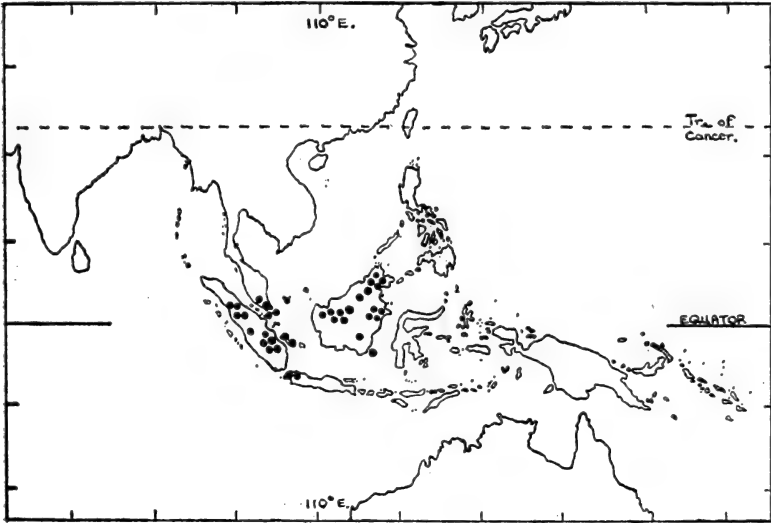 110° E.
Tr. of
Cancer.
EQUATOR
110° E.